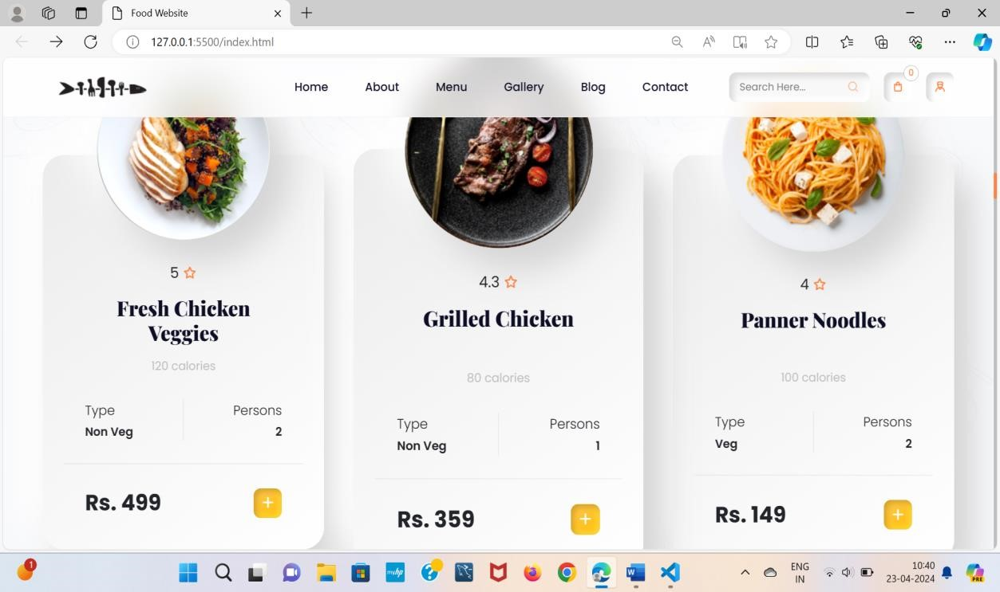 Food Website
127.0.0.1:5500/index.html
Home About Menu Gallery Blog Contact Search Here... 0
5
Fresh Chicken
Veggies
120 calories
Type Persons
Non Veg 2
Rs. 499
+
4.3
Grilled Chicken
80 calories
Type Persons
Non Veg 1
Rs. 359
+
4
Panner Noodles
100 calories
Type Persons
Veg 2
Rs. 149
+
1
myhp
ENG
IN
10:40
23-04-2024
PRE